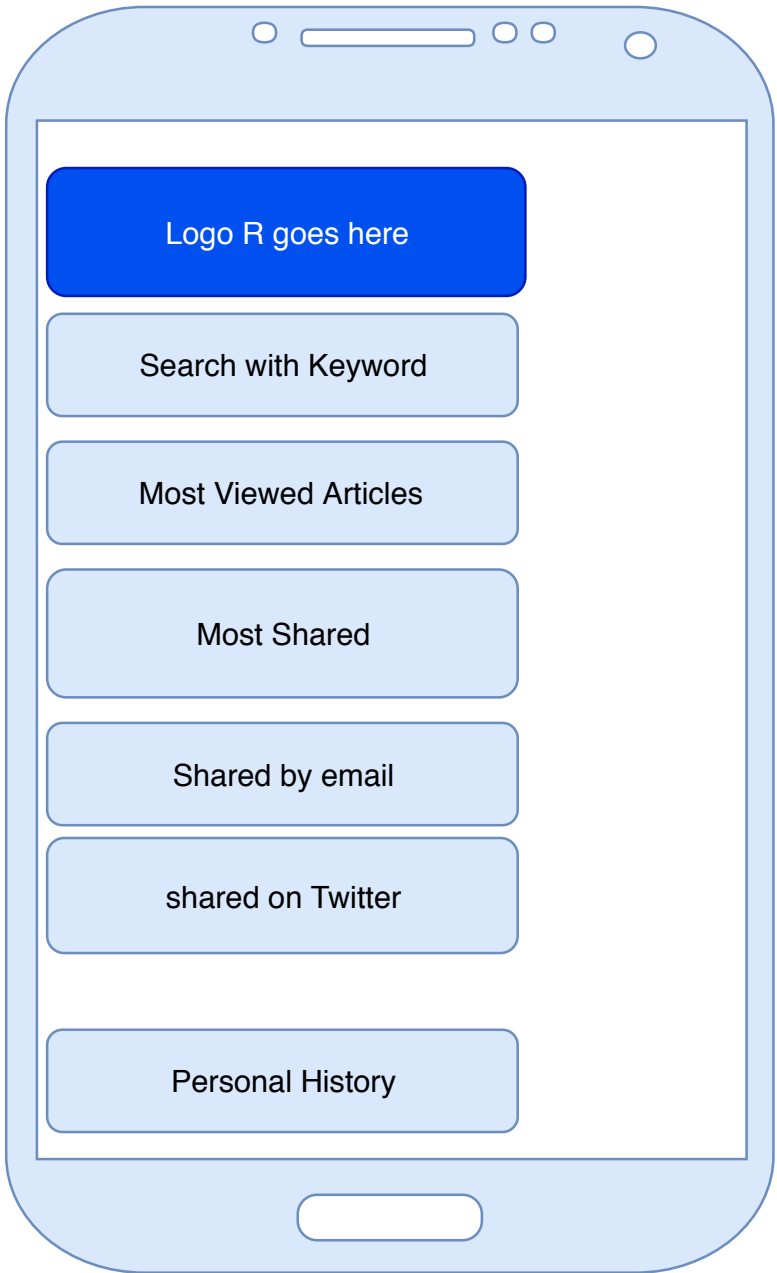 Logo R goes here
Search with Keyword
Most Viewed Articles
Most Shared
Shared by email
shared on Twitter
Personal History